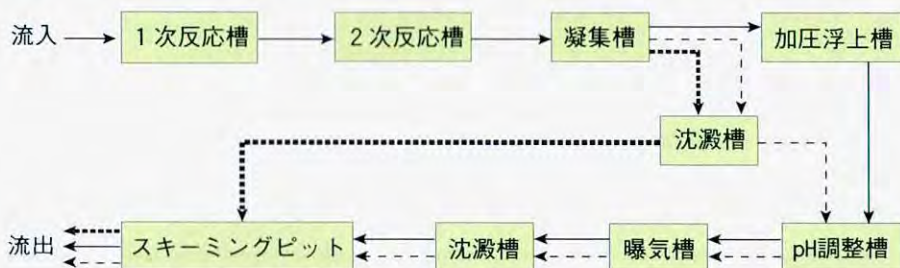 流入
1次反応槽
2次反応槽
凝集槽
加圧浮上槽
沈澱槽
流出
スキーミングピット
沈澱槽
曝気槽
pH調整槽